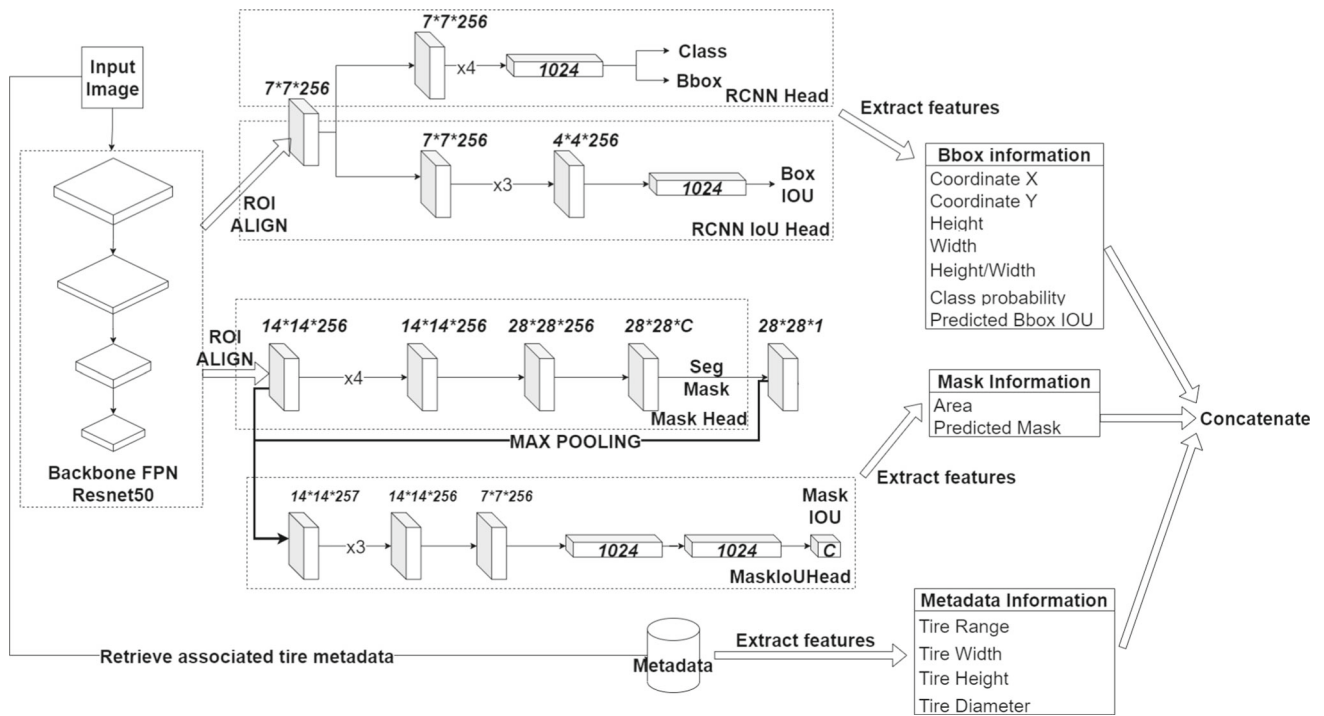 Input
Image
7*7*256
7*7*256
x4
1024
Class
Bbox
RCNN Head
7*7*256
x3
4*4*256
1024
Box
IOU
RCNN IoU Head
ROI
ALIGN
Extract features
Bbox information
Coordinate X
Coordinate Y
Height
Width
Height/Width
Class probability
Predicted Bbox IOU
ROI
ALIGN
14*14*256
x4
14*14*256
28*28*256
28*28*C
Seg
Mask
28*28*1
Mask Head
MAX POOLING
Backbone FPN
Resnet50
Mask Information
Area
Predicted Mask
Concatenate
Extract features
14*14*257
x3
14*14*256
7*7*256
1024
1024
Mask
IOU
C
MaskIoUHead
Retrieve associated tire metadata
Metadata
Extract features
Metadata Information
Tire Range
Tire Width
Tire Height
Tire Diameter